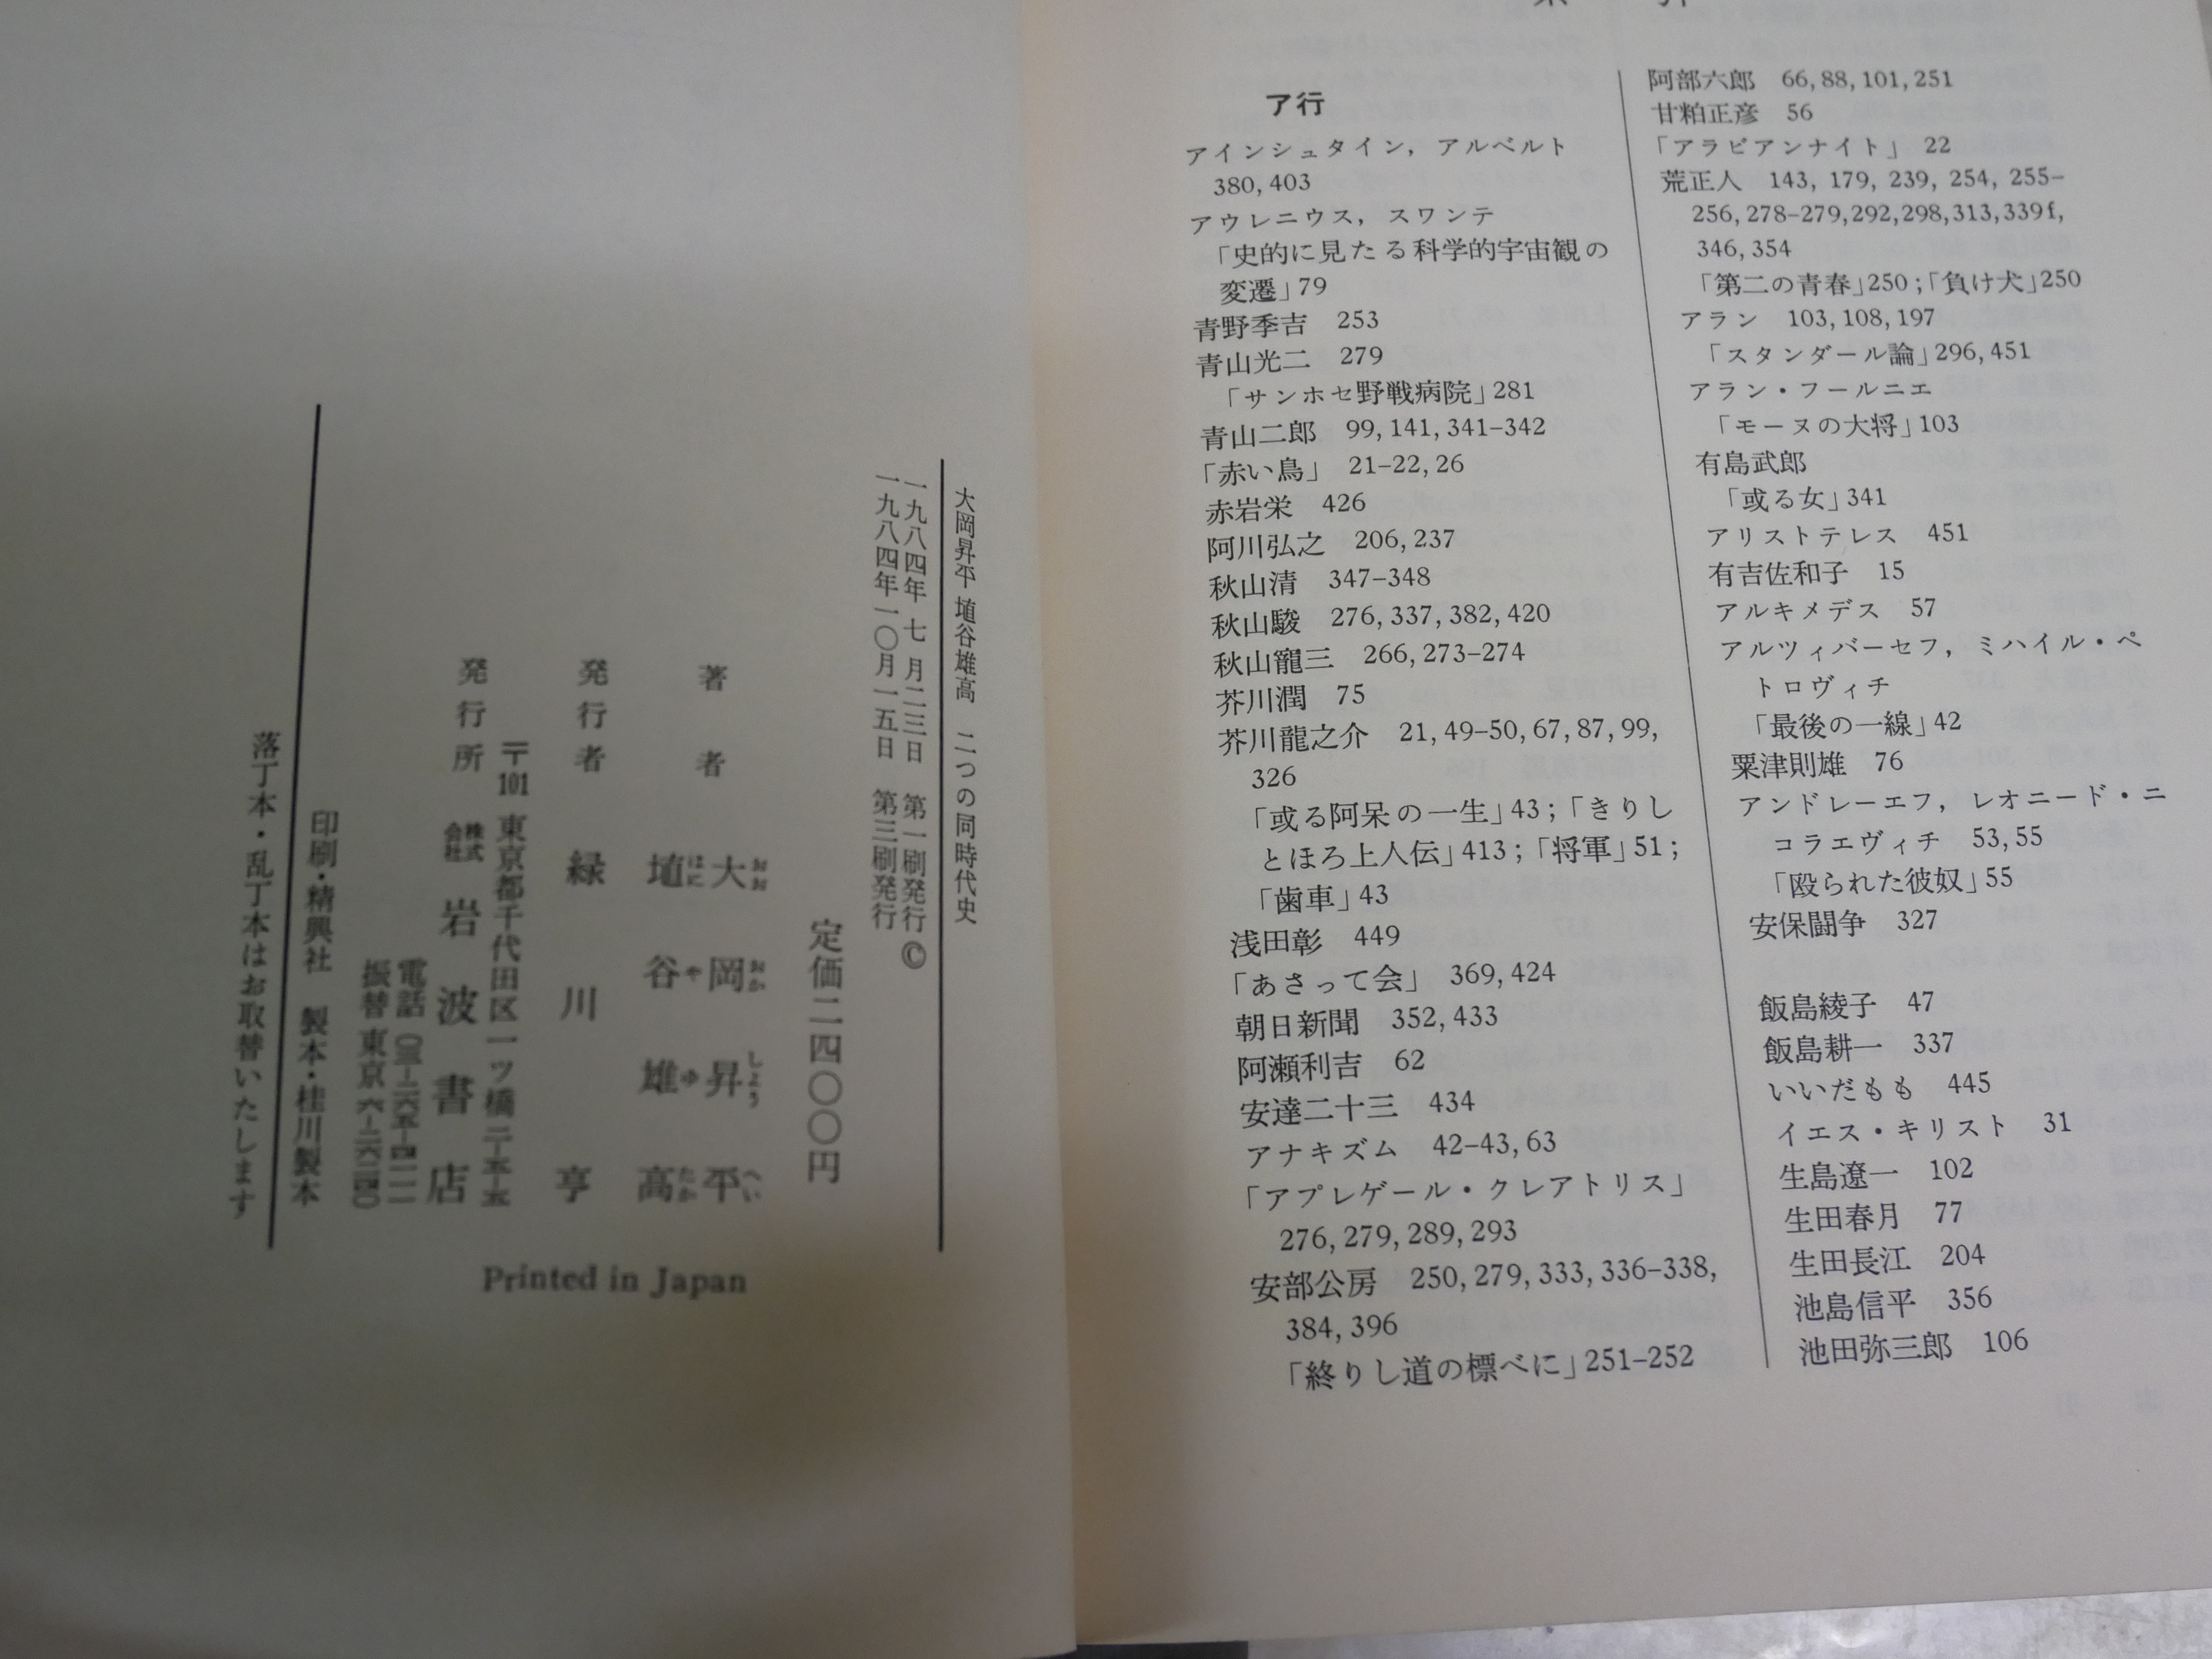 大岡昇平 埴谷雄高 二つの同時代史
一九八四年 七 月二三日 第一刷発行 ©
一九八四年一〇月一五日 第三刷発行
定価二四〇〇円
著者 大岡昇平
おおおかしょうへい
埴谷雄高
はにやゆたか
発行者 緑川亨
〒101 東京都千代田区一ツ橋二-五-五
発行所 株式会社 岩波書店
電話
振替 東京
印刷・精興社 製本・桂川製本
落丁本・乱丁本はお取替いたします
Printed in Japan
ア行
アインシュタイン, アルベルト
380, 403
アウレニウス, スワンテ
「史的に見たる科学的宇宙観の
変遷」79
青野季吉 253
青山光二 279
「サンホセ野戦病院」281
青山二郎 99, 141, 341-342
「赤い鳥」 21-22, 26
赤岩栄 426
阿川弘之 206, 237
秋山清 347-348
秋山駿 276, 337, 382, 420
秋山寵三 266, 273-274
芥川潤 75
芥川龍之介 21, 49-50, 67, 87, 99,
326
「或る阿呆の一生」43 ; 「きりし
とほろ上人伝」413 ; 「将軍」51 ;
「歯車」43
浅田彰 449
「あさって会」 369, 424
朝日新聞 352, 433
阿瀬利吉 62
安達二十三 434
アナキズム 42-43, 63
「アプレゲール・クレアトリス」
276, 279, 289, 293
安部公房 250, 279, 333, 336-338,
384, 396
「終りし道の標べに」251-252
阿部六郎 66, 88, 101, 251
甘粕正彦 56
「アラビアンナイト」 22
荒正人 143, 179, 239, 254, 255-
256, 278-279, 292, 298, 313, 339f,
346, 354
「第二の青春」250 ; 「負け犬」250
アラン 103, 108, 197
「スタンダール論」296, 451
アラン・フールニエ
「モーヌの大将」103
有島武郎
「或る女」341
アリストテレス 451
有吉佐和子 15
アルキメデス 57
アルツィバーセフ, ミハイル・ペ
トロヴィチ
「最後の一線」42
粟津則雄 76
アンドレーエフ, レオニード・ニ
コラエヴィチ 53, 55
「殴られた彼奴」55
安保闘争 327
飯島綾子 47
飯島耕一 337
いいだもも 445
イエス・キリスト 31
生島遼一 102
生田春月 77
生田長江 204
池島信平 356
池田弥三郎 106